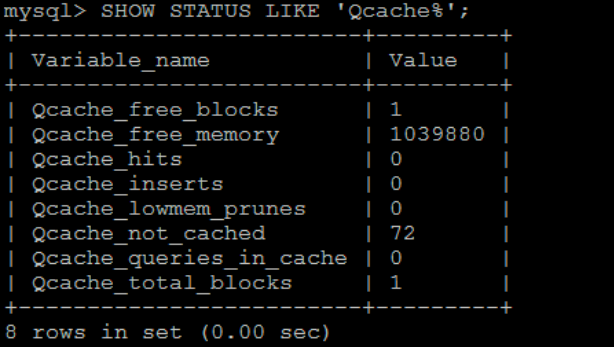 mysql> SHOW STATUS LIKE 'Qcache%';
+-------------------------+---------+
| Variable_name           | Value   |
+-------------------------+---------+
| Qcache_free_blocks      | 1       |
| Qcache_free_memory      | 1039880 |
| Qcache_hits             | 0       |
| Qcache_inserts          | 0       |
| Qcache_lowmem_prunes    | 0       |
| Qcache_not_cached       | 72      |
| Qcache_queries_in_cache | 0       |
| Qcache_total_blocks     | 1       |
+-------------------------+---------+
8 rows in set (0.00 sec)